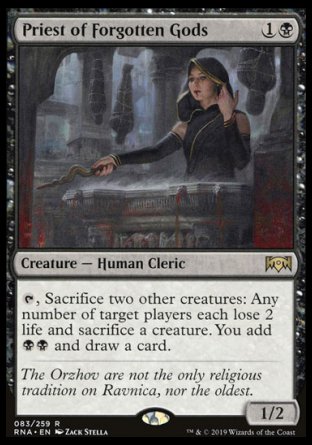 Priest of Forgotten Gods 1
Creature — Human Cleric
, Sacrifice two other creatures: Any
number of target players each lose 2
life and sacrifice a creature. You add
and draw a card.
The Orzhov are not the only religious
tradition on Ravnica, nor the oldest.
1/2
083/259 R
RNA • EN Zack Stella
™ & © 2019 Wizards of the Coast